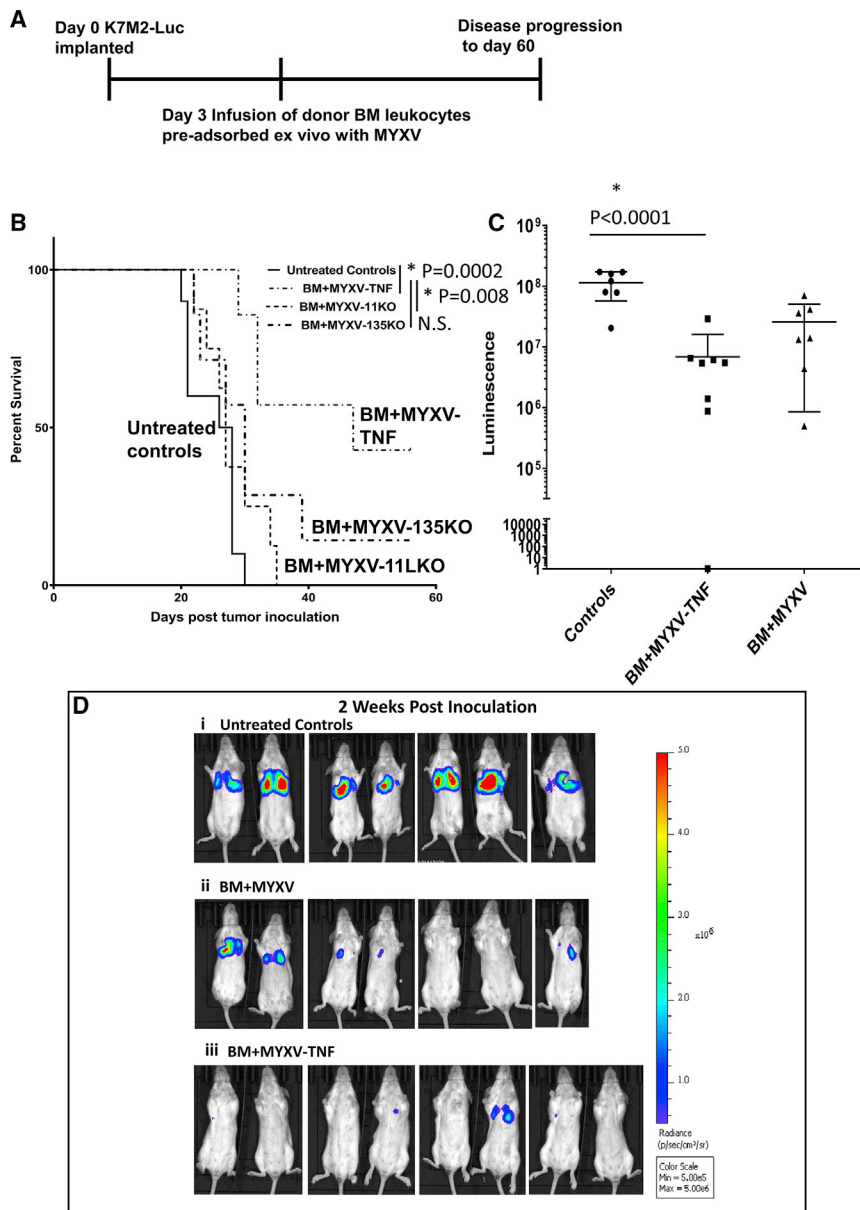 A
Day 0 K7M2-Luc
implanted
Disease progression
to day 60
Day 3 Infusion of donor BM leukocytes
pre-adsorbed ex vivo with MYXV
B
Percent Survival
100
50
0
0
20
40
60
Days post tumor inoculation
Untreated Controls
BM+MYXV-TNF
BM+MYXV-11KO
BM+MYXV-135KO
* P=0.0002
* P=0.008
N.S.
Untreated
controls
BM+MYXV-
TNF
BM+MYXV-135KO
BM+MYXV-11LKO
C
*
P<0.0001
Luminescence
10⁹
10⁸
10⁷
10⁶
10⁵
10000
1000
100
10
1
Controls
BM+MYXV-TNF
BM+MYXV
D
2 Weeks Post Inoculation
i Untreated Controls
ii BM+MYXV
iii BM+MYXV-TNF
5.0
4.0
3.0
x10⁶
2.0
1.0
Radiance
(p/sec/cm²/sr)
Color Scale
Min = 5.00e5
Max = 5.00e6